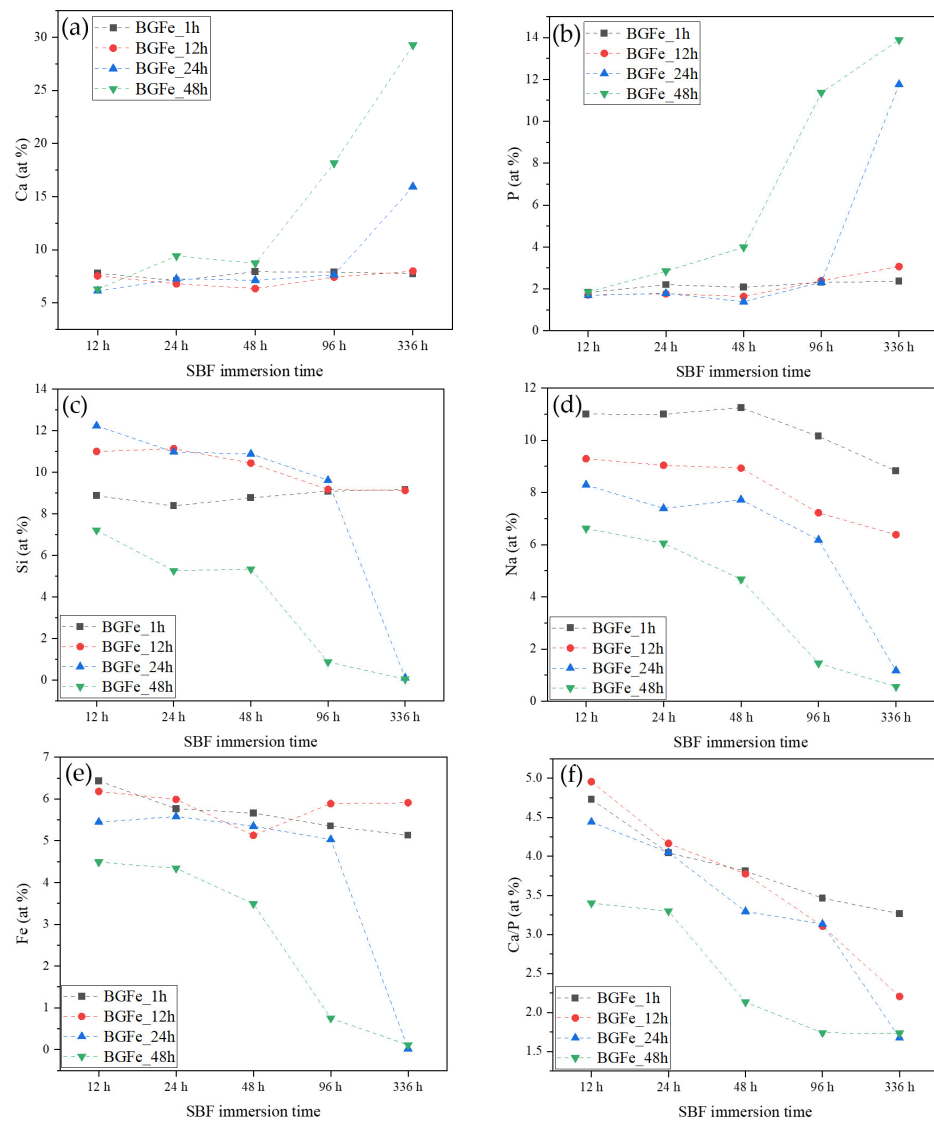 (a)
BGFe_1h
BGFe_12h
BGFe_24h
BGFe_48h
Ca (at %)
30
25
20
15
10
5
12 h 24 h 48 h 96 h 336 h
SBF immersion time
(b)
BGFe_1h
BGFe_12h
BGFe_24h
BGFe_48h
P (at %)
14
12
10
8
6
4
2
0
12 h 24 h 48 h 96 h 336 h
SBF immersion time
(c)
Si (at %)
14
12
10
8
6
4
2
0
BGFe_1h
BGFe_12h
BGFe_24h
BGFe_48h
12 h 24 h 48 h 96 h 336 h
SBF immersion time
(d)
Na (at %)
12
10
8
6
4
2
0
BGFe_1h
BGFe_12h
BGFe_24h
BGFe_48h
12 h 24 h 48 h 96 h 336 h
SBF immersion time
(e)
Fe (at %)
7
6
5
4
3
2
1
0
BGFe_1h
BGFe_12h
BGFe_24h
BGFe_48h
12 h 24 h 48 h 96 h 336 h
SBF immersion time
(f)
Ca/P (at %)
5.0
4.5
4.0
3.5
3.0
2.5
2.0
1.5
BGFe_1h
BGFe_12h
BGFe_24h
BGFe_48h
12 h 24 h 48 h 96 h 336 h
SBF immersion time